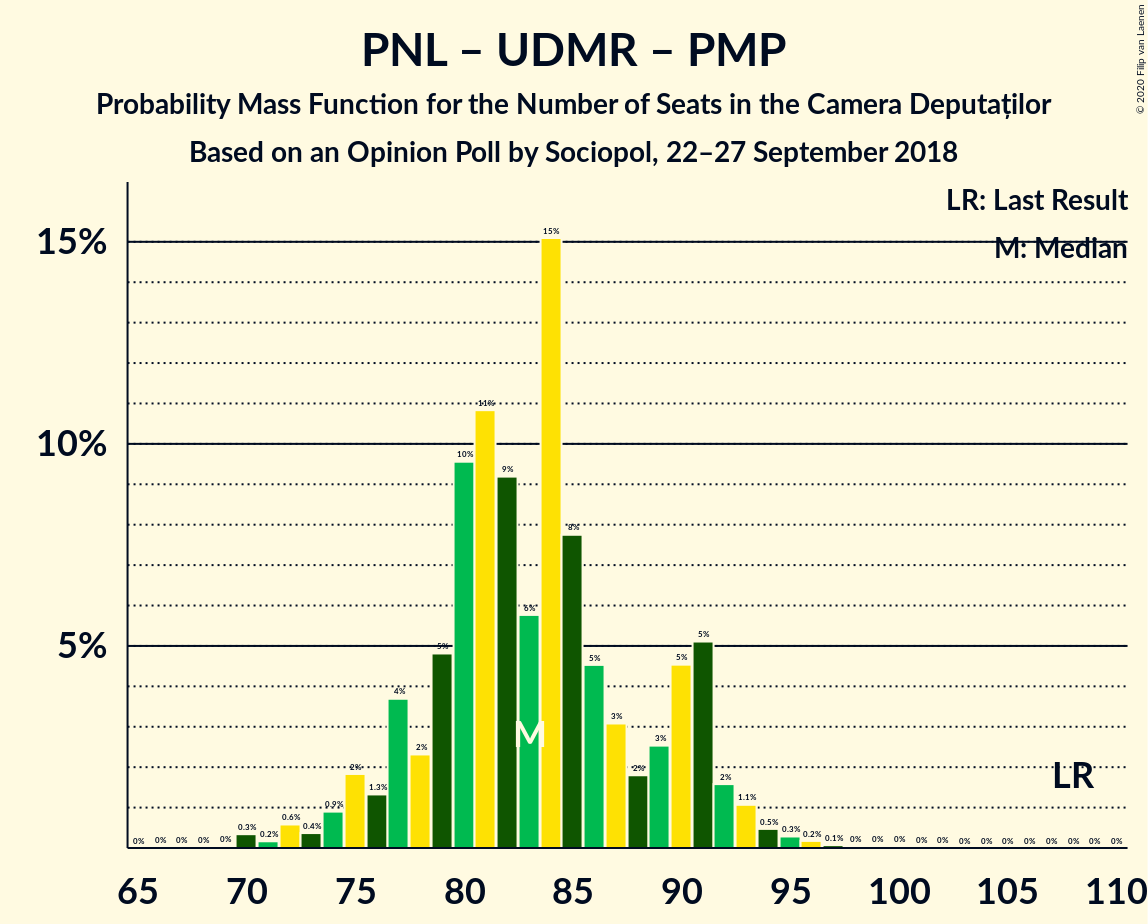 PNL – UDMR – PMP
Probability Mass Function for the Number of Seats in the Camera Deputaților
Based on an Opinion Poll by Sociopol, 22–27 September 2018
© 2020 Filip van Laenen
LR: Last Result
M: Median
15%
10%
5%
0% 0% 0% 0% 0% 0.3% 0.2% 0.6% 0.4% 0.9% 2% 1.3% 4% 2% 5% 10% 11% 9% 6% 15% 8% 5% 3% 2% 3% 5% 5% 2% 1.1% 0.5% 0.3% 0.2% 0.1% 0% 0% 0% 0% 0% 0% 0% 0% 0% 0% 0% 0% 0%
M
LR
65 70 75 80 85 90 95 100 105 110